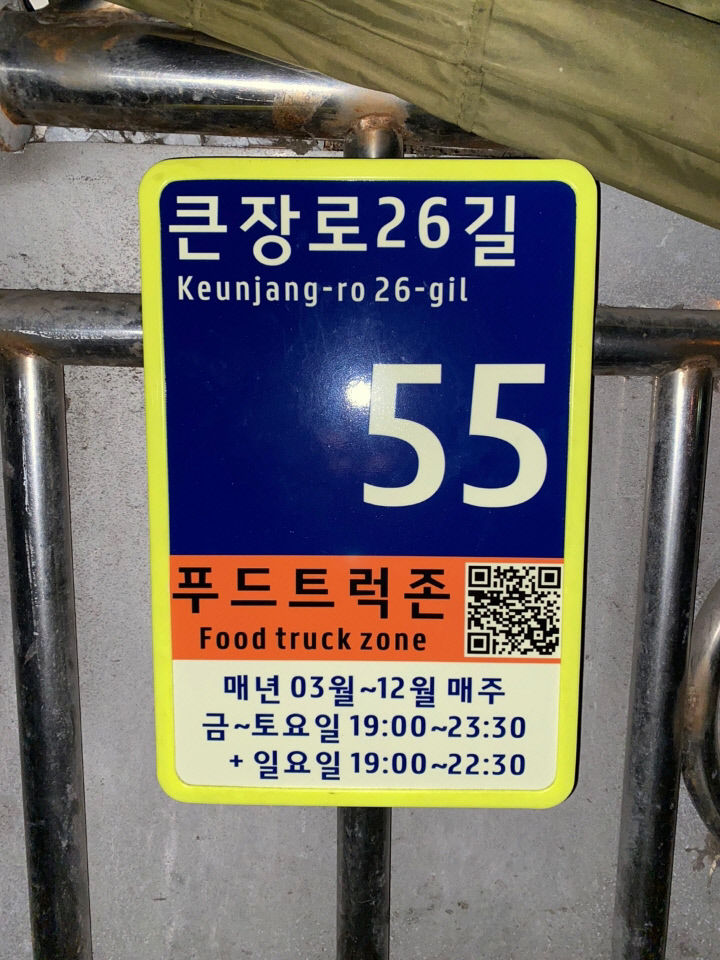 큰장로26길
Keunjang-ro 26-gil
55
푸드트럭존
Food truck zone
매년 03월~12월 매주
금~토요일 19:00~23:30
+ 일요일 19:00~22:30